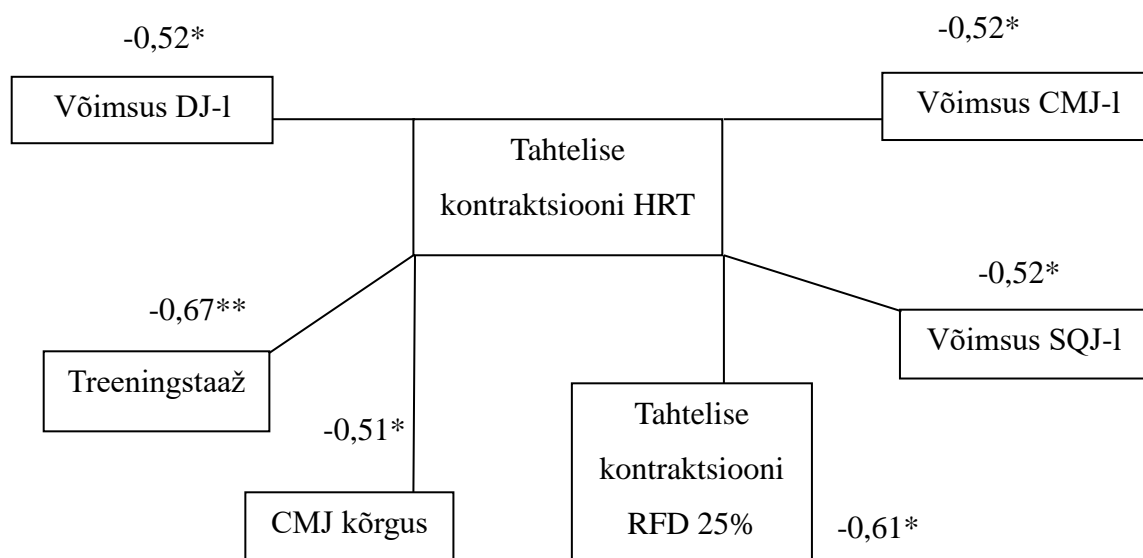 -0,52*
-0,52*
Võimsus DJ-l
Võimsus CMJ-l
Tahtelise
kontraktsiooni HRT
-0,52*
-0,67**
Võimsus SQJ-l
Treeningstaaž
-0,51*
Tahtelise
kontraktsiooni
RFD 25%
CMJ kõrgus
-0,61*